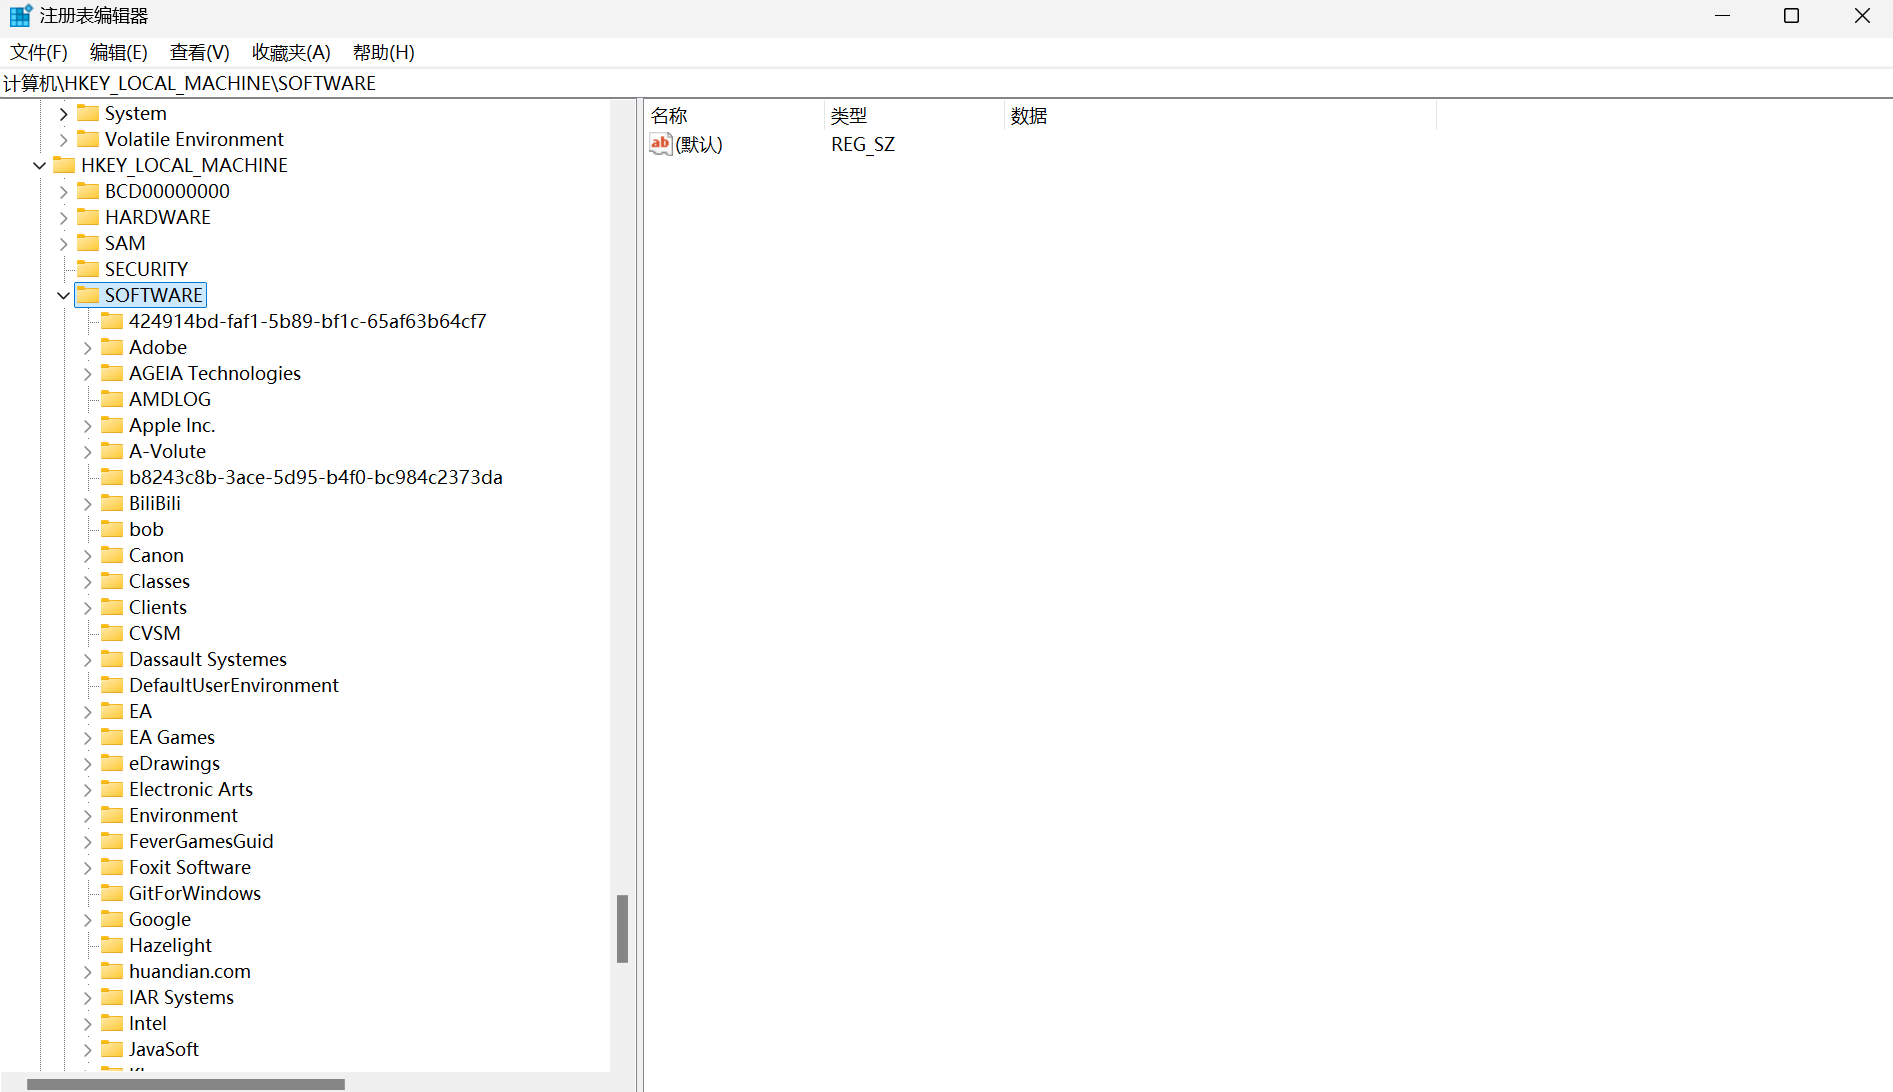 注册表编辑器
文件(F) 编辑(E) 查看(V) 收藏夹(A) 帮助(H)
计算机\HKEY_LOCAL_MACHINE\SOFTWARE
System
Volatile Environment
HKEY_LOCAL_MACHINE
BCD00000000
HARDWARE
SAM
SECURITY
SOFTWARE
424914bd-faf1-5b89-bf1c-65af63b64cf7
Adobe
AGEIA Technologies
AMDLOG
Apple Inc.
A-Volute
b8243c8b-3ace-5d95-b4f0-bc984c2373da
BiliBili
bob
Canon
Classes
Clients
CVSM
Dassault Systemes
DefaultUserEnvironment
EA
EA Games
eDrawings
Electronic Arts
Environment
FeverGamesGuid
Foxit Software
GitForWindows
Google
Hazelight
huandian.com
IAR Systems
Intel
JavaSoft
名称 类型 数据
ab (默认) REG_SZ